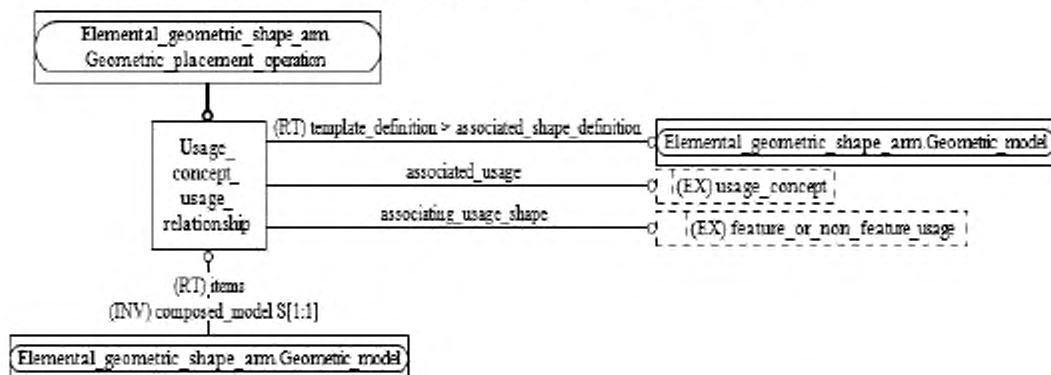 Elemental_geometric_shape_arm.
Geometric_placement_operation
Usage_
concept_
usage_
relationship
(RT) template_definition > associated_shape_definition
Elemental_geometric_shape_arm.Geometric_model
associated_usage
(EX) usage_concept
associating_usage_shape
(EX) feature_or_non_feature_usage
(RT) items
(INV) composed_model S[1:1]
Elemental_geometric_shape_arm.Geometric_model